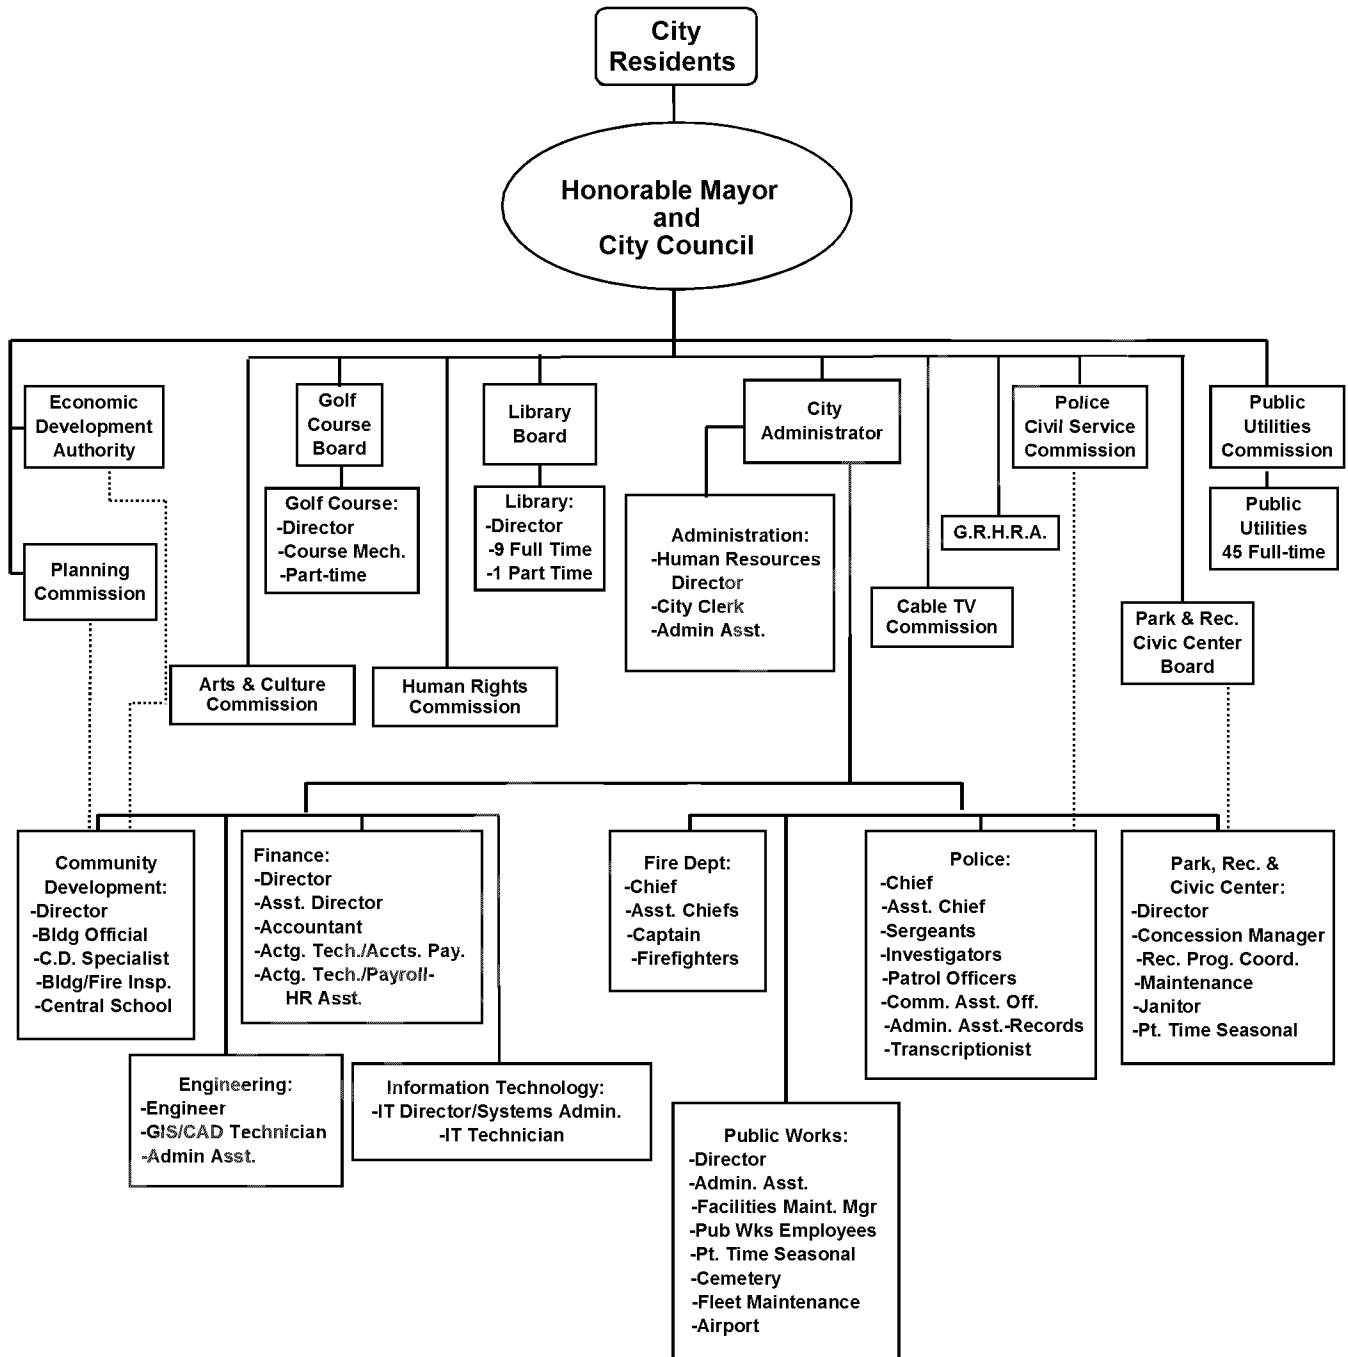 City
Residents
Honorable Mayor
and
City Council
Economic
Development
Authority
Golf
Course
Board
Library
Board
City
Administrator
Police
Civil Service
Commission
Public
Utilities
Commission
Golf Course:
-Director
-Course Mech.
-Part-time
Library:
-Director
-9 Full Time
-1 Part Time
Administration:
-Human Resources
Director
-City Clerk
-Admin Asst.
G.R.H.R.A.
Public
Utilities
45 Full-time
Planning
Commission
Cable TV
Commission
Park & Rec.
Civic Center
Board
Arts & Culture
Commission
Human Rights
Commission
Community
Development:
-Director
-Bldg Official
-C.D. Specialist
-Bldg/Fire Insp.
-Central School
Finance:
-Director
-Asst. Director
-Accountant
-Actg. Tech./Accts. Pay.
-Actg. Tech./Payroll-
HR Asst.
Fire Dept:
-Chief
-Asst. Chiefs
-Captain
-Firefighters
Police:
-Chief
-Asst. Chief
-Sergeants
-Investigators
-Patrol Officers
-Comm. Asst. Off.
-Admin. Asst.-Records
-Transcriptionist
Park, Rec. &
Civic Center:
-Director
-Concession Manager
-Rec. Prog. Coord.
-Maintenance
-Janitor
-Pt. Time Seasonal
Engineering:
-Engineer
-GIS/CAD Technician
-Admin Asst.
Information Technology:
-IT Director/Systems Admin.
-IT Technician
Public Works:
-Director
-Admin. Asst.
-Facilities Maint. Mgr
-Pub Wks Employees
-Pt. Time Seasonal
-Cemetery
-Fleet Maintenance
-Airport